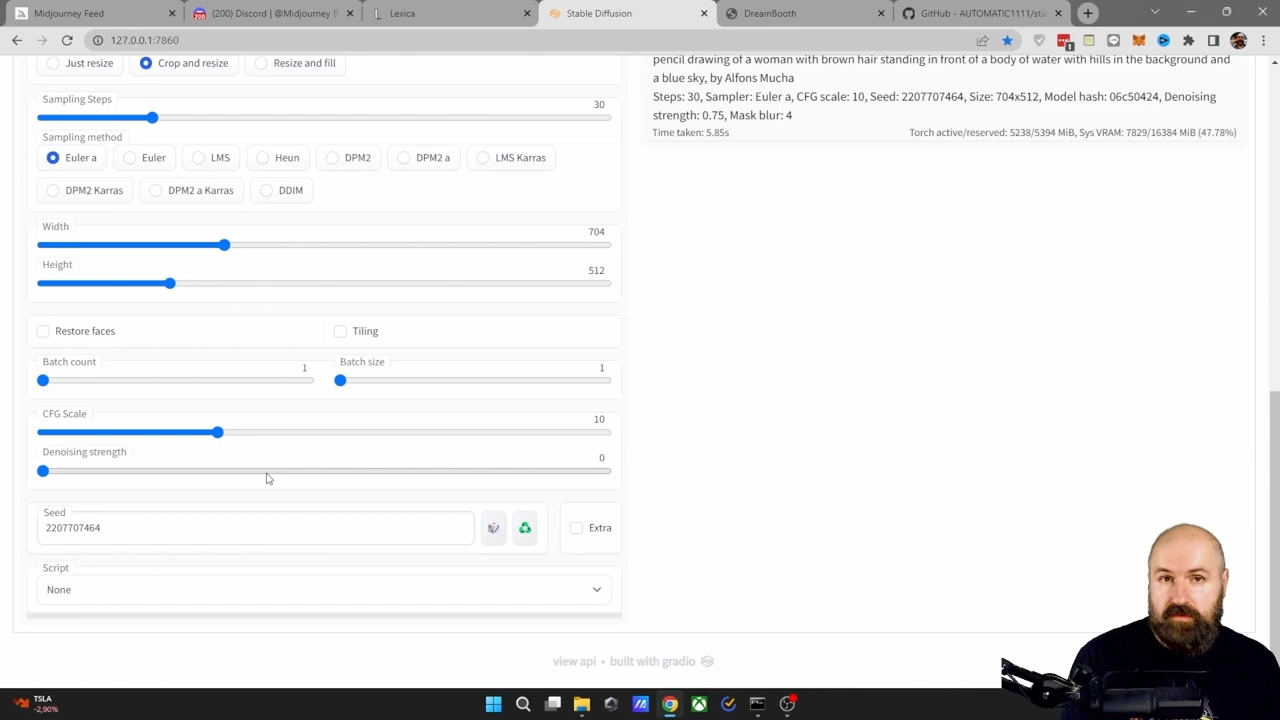 Midjourney Feed
(200) Discord | @Midjourney B
Lexica
Stable Diffusion
DreamBooth
GitHub - AUTOMATIC1111/sta
127.0.0.1:7860
Just resize
Crop and resize
Resize and fill
Sampling Steps
30
Sampling method
Euler a
Euler
LMS
Heun
DPM2
DPM2 a
LMS Karras
DPM2 Karras
DPM2 a Karras
DDIM
Width
704
Height
512
Restore faces
Tiling
Batch count
1
Batch size
1
CFG Scale
10
Denoising strength
0
Seed
2207707464
Extra
Script
None
pencil drawing of a woman with brown hair standing in front of a body of water with hills in the background and
a blue sky, by Alfons Mucha
Steps: 30, Sampler: Euler a, CFG scale: 10, Seed: 2207707464, Size: 704x512, Model hash: 06c50424, Denoising
strength: 0.75, Mask blur: 4
Time taken: 5.85s
Torch active/reserved: 5238/5394 MiB, Sys VRAM: 7829/16384 MiB (47.78%)
view api • built with gradio
TSLA
-2,90%